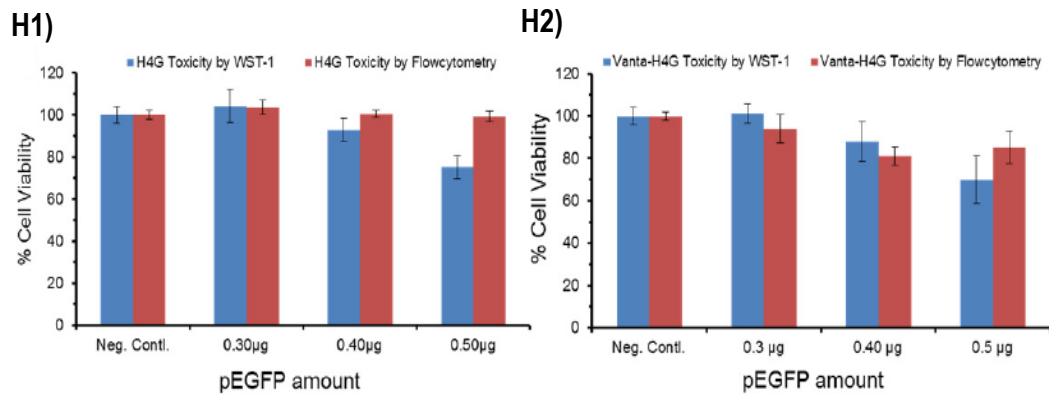 H1)
H4G Toxicity by WST-1 H4G Toxicity by Flowcytometry
120
100
80
60
40
20
0
% Cell Viability
Neg. Contl. 0.30µg 0.40µg 0.50µg
pEGFP amount
H2)
Vanta-H4G Toxicity by WST-1 Vanta-H4G Toxicity by Flowcytometry
120
100
80
60
40
20
0
% Cell Viability
Neg. Contl. 0.3 µg 0.40 µg 0.5 µg
pEGFP amount